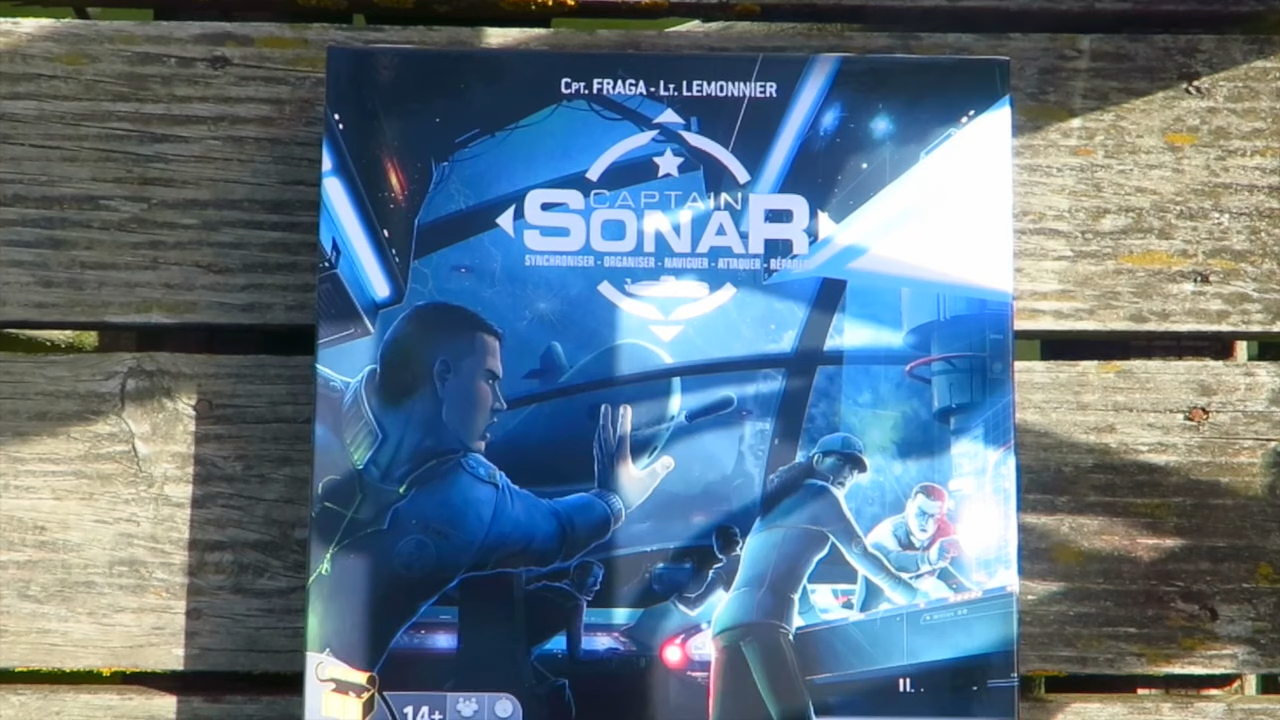 CPT. FRAGA - LT. LEMONNIER
CAPTAIN
SONAR
SYNCHRONISER - ORGANISER - NAVIGUER - ATTAQUER - RÉPARER
14+